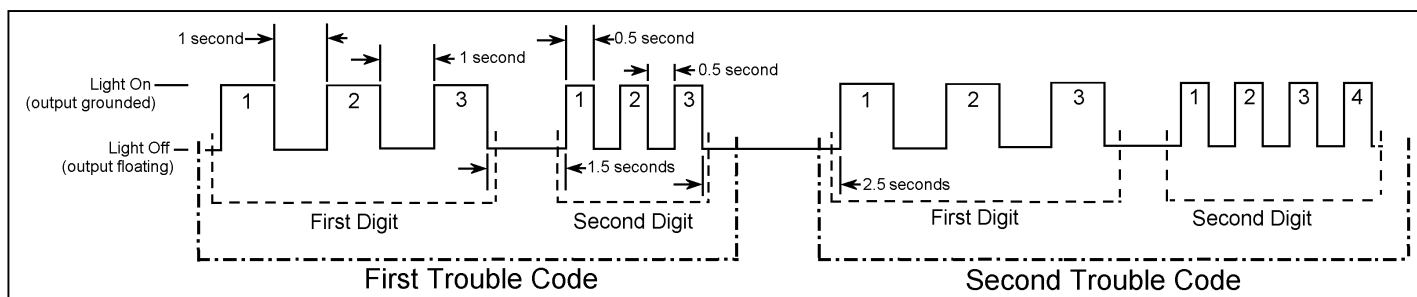 1 second
1 second
0.5 second
0.5 second
Light On
(output grounded)
1
2
3
1
2
3
1
2
3
1
2
3
4
Light Off
(output floating)
1.5 seconds
2.5 seconds
First Digit
Second Digit
First Digit
Second Digit
First Trouble Code
Second Trouble Code